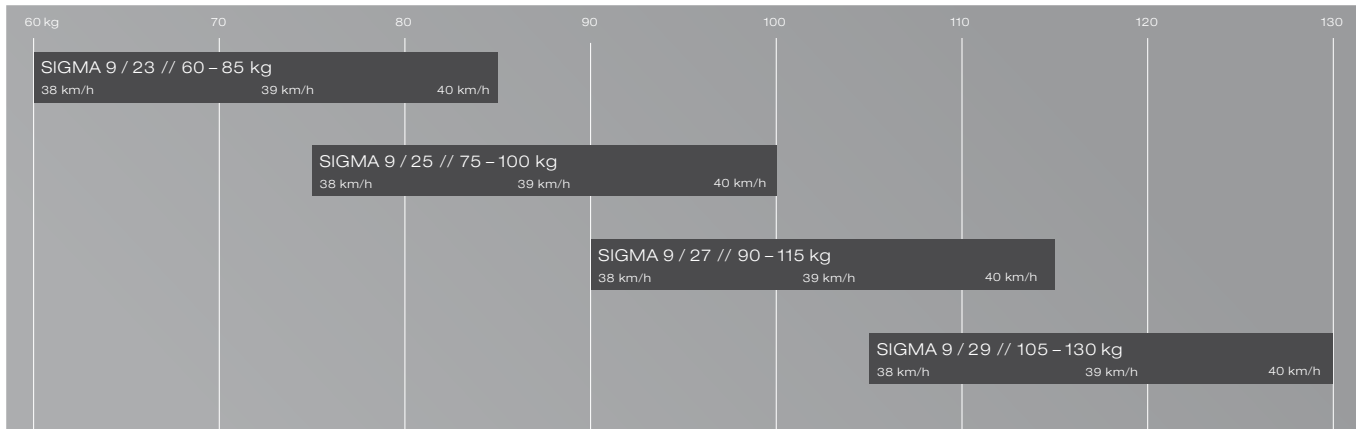 60 kg 70 80 90 100 110 120 130
SIGMA 9 / 23 // 60 – 85 kg
38 km/h 39 km/h 40 km/h
SIGMA 9 / 25 // 75 – 100 kg
38 km/h 39 km/h 40 km/h
SIGMA 9 / 27 // 90 – 115 kg
38 km/h 39 km/h 40 km/h
SIGMA 9 / 29 // 105 – 130 kg
38 km/h 39 km/h 40 km/h